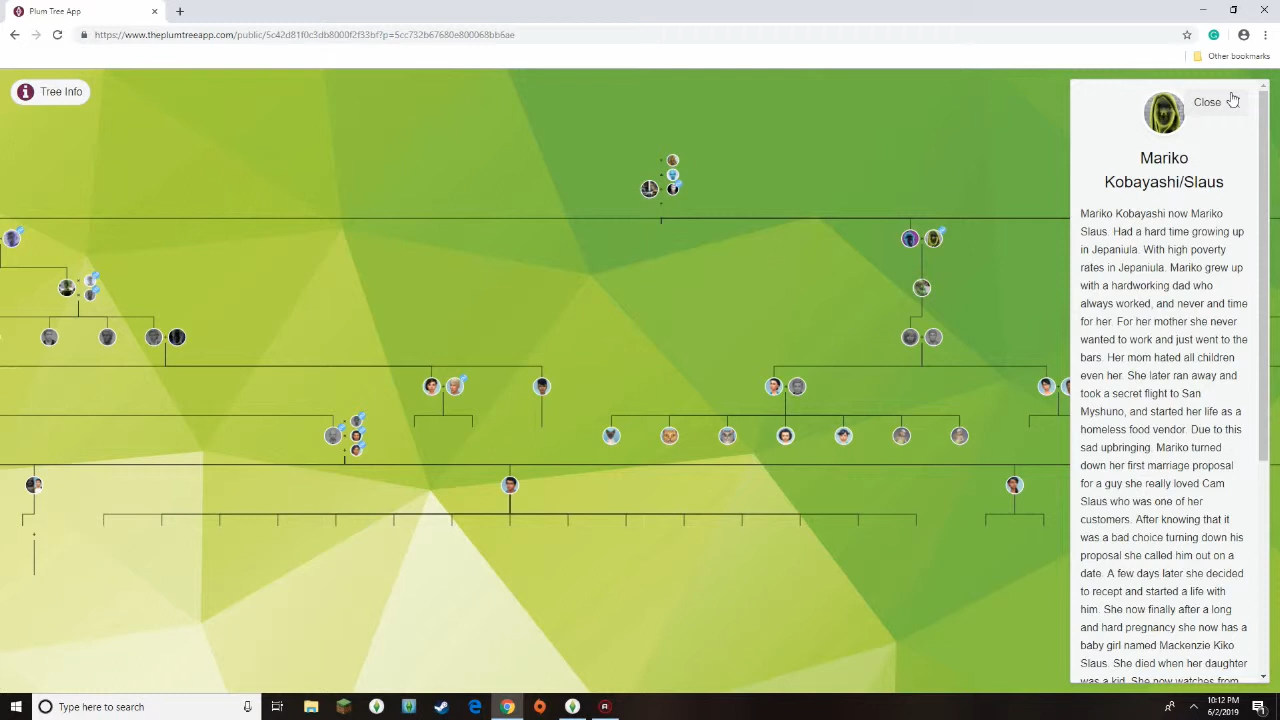 Plum Tree App
https://www.theplumtreeapp.com/public/5c42d81f0c3db8000f2f33bf?p=5cc732b67680e800068bb6ae
Other bookmarks
Tree Info
Close
Mariko
Kobayashi/Slaus
Mariko Kobayashi now Mariko
Slaus. Had a hard time growing up
in Jepaniula. With high poverty
rates in Jepaniula. Mariko grew up
with a hardworking dad who
always worked, and never and time
for her. For her mother she never
wanted to work and just went to the
bars. Her mom hated all children
even her. She later ran away and
took a secret flight to San
Myshuno, and started her life as a
homeless food vendor. Due to this
sad upbringing. Mariko turned
down her first marriage proposal
for a guy she really loved Cam
Slaus who was one of her
customers. After knowing that it
was a bad choice turning down his
proposal she called him out on a
date. A few days later she decided
to recept and started a life with
him. She now finally after a long
and hard pregnancy she now has a
baby girl named Mackenzie Kiko
Slaus. She died when her daughter
was a kid. She now watches from
Type here to search
10:12 PM
6/2/2019